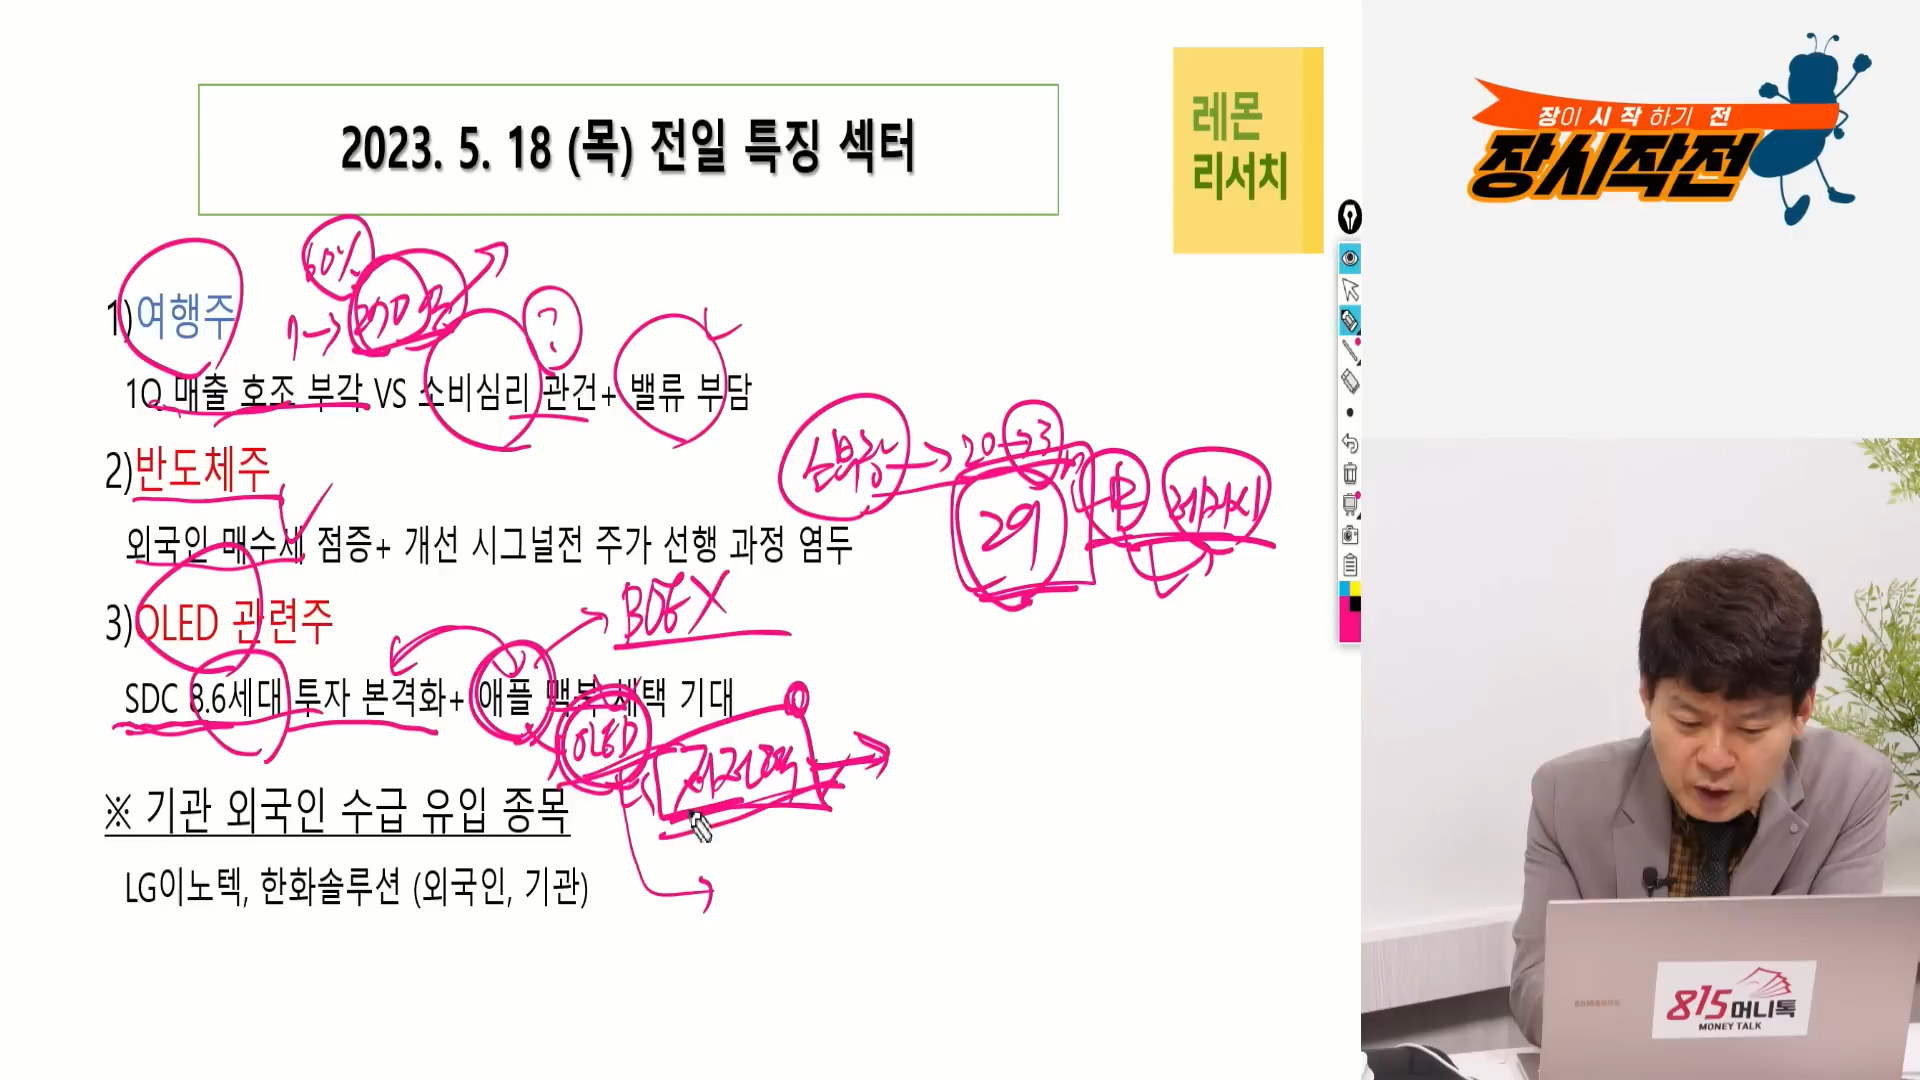 2023. 5. 18 (목) 전일 특징 섹터
레몬
리서치
장이 시 작 하기 전
장시작전
60%
1)여행주
?
1Q 매출 호조 부각 VS 소비심리 관건+ 밸류 부담
2023
2)반도체주
29
외국인 매수세 점증+ 개선 시그널전 주가 선행 과정 염두
BOE X
3)OLED 관련주
SDC 8.6세대 투자 본격화+ 애플 맥북 채택 기대
OLED
※ 기관 외국인 수급 유입 종목
LG이노텍, 한화솔루션 (외국인, 기관)
SAMSUNG
815머니톡
MONEY TALK